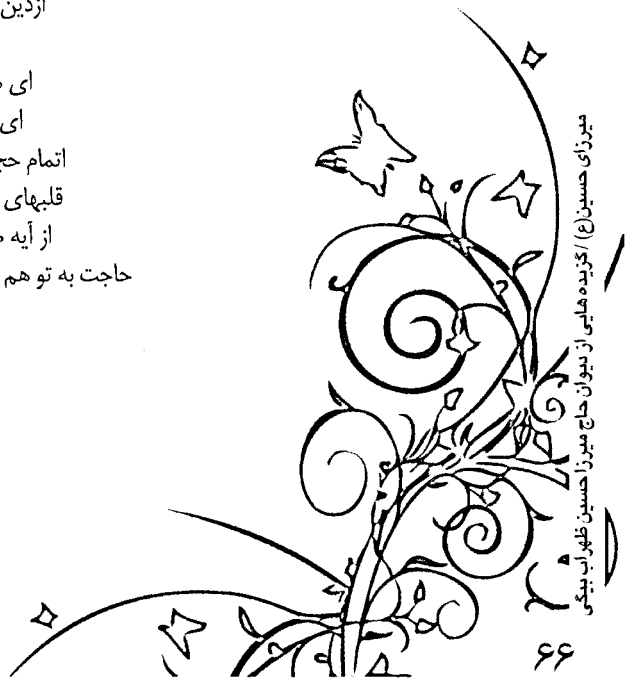 ازدین
ای
ای
اتمام حج
قلبهای
از آیه
حاجت به تو هم
میرزای حسین(ع) / گزیده هایی از دیوان حاج میرزا حسین ظهراب بیگی
۶۶